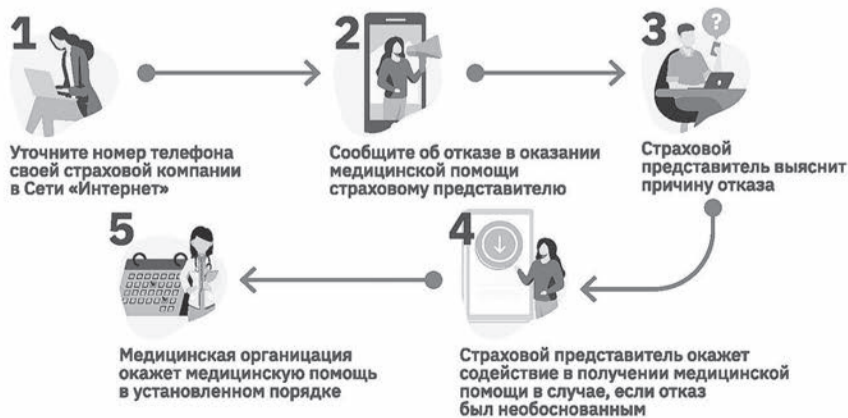 1
Уточните номер телефона
своей страховой компании
в Сети «Интернет»
2
Сообщите об отказе в оказании
медицинской помощи
страховому представителю
3
?
Страховой
представитель выяснит
причину отказа
4
Страховой представитель окажет
содействие в получении медицинской
помощи в случае, если отказ
был необоснованным
5
Медицинская органицация
окажет медицинскую помощь
в установленном порядке